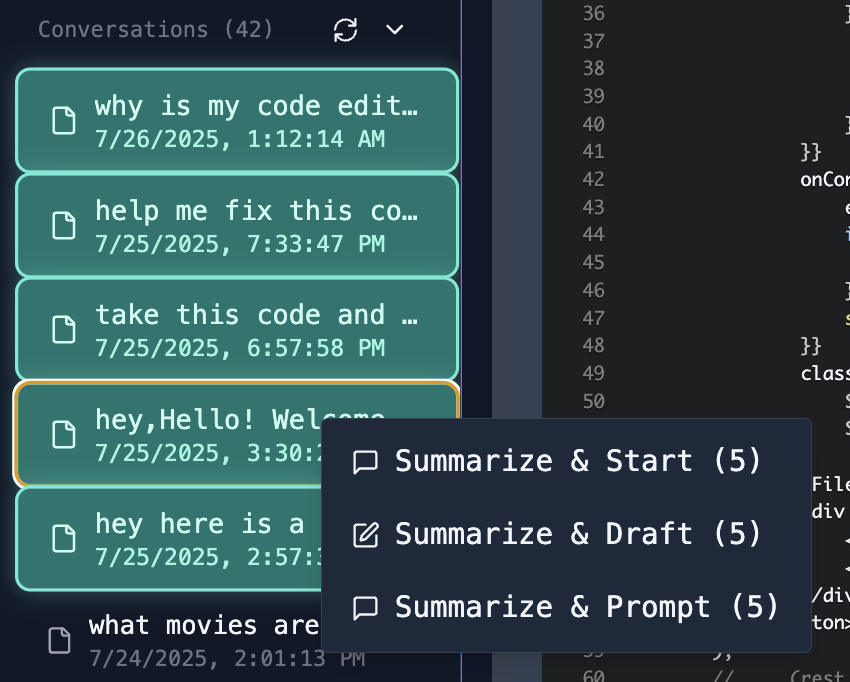 Conversations (42)
why is my code edit…
7/26/2025, 1:12:14 AM
help me fix this co…
7/25/2025, 7:33:47 PM
take this code and …
7/25/2025, 6:57:58 PM
hey,Hello! Welcome
7/25/2025, 3:30:
hey here is a
7/25/2025, 2:57:
what movies are
7/24/2025, 2:01:13 PM
Summarize & Start (5)
Summarize & Draft (5)
Summarize & Prompt (5)
36
37
38
39
40
41 }}
42 onCon
43 e
44 i
45
46 }
47 s
48 }}
49 class
50
File
div
<
<
/div
ton>
);
60 // Crest